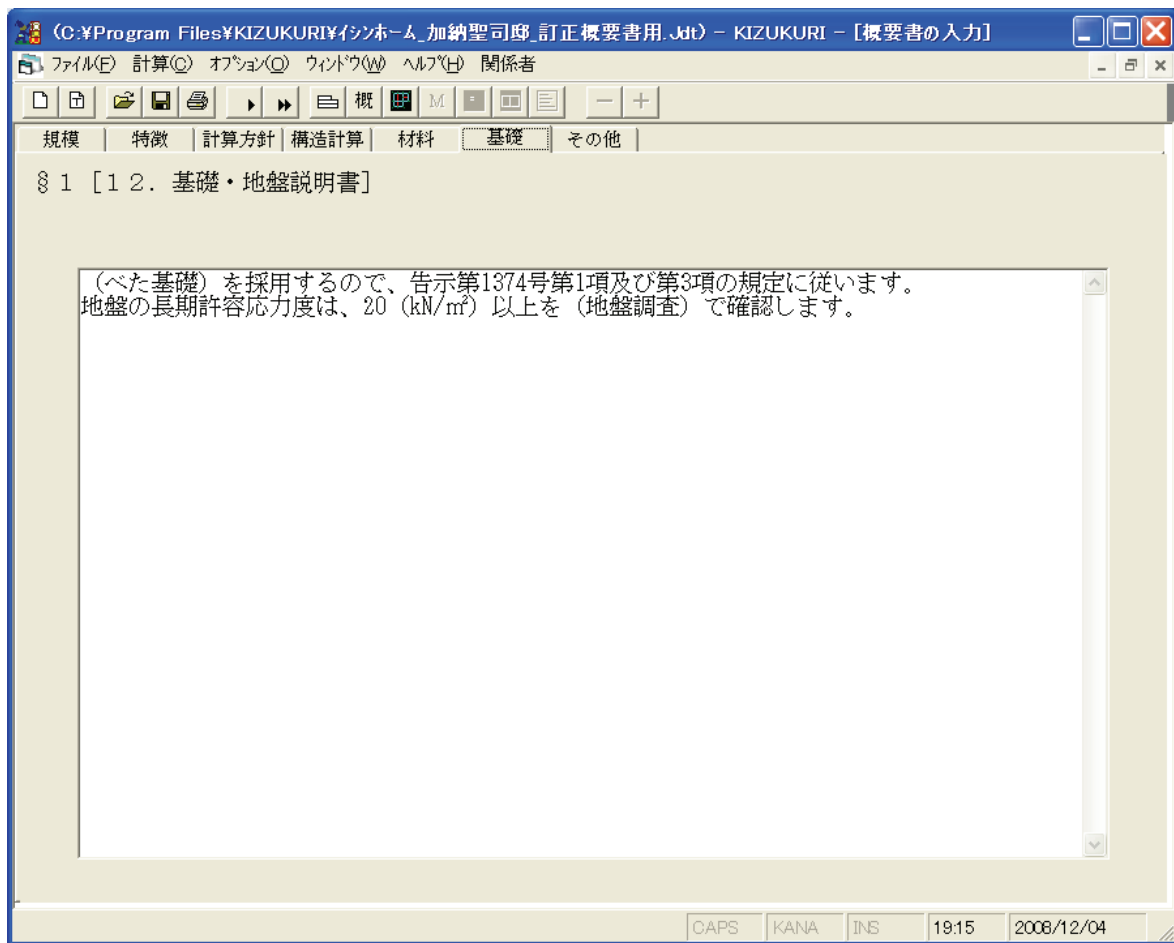 (C:¥Program Files¥KIZUKURI¥ｲｼﾝﾎｰﾑ_加納聖司邸_訂正概要書用.Jdt) - KIZUKURI - [概要書の入力]
ﾌｧｲﾙ(F) 計算(C) ｵﾌﾟｼｮﾝ(O) ｳｨﾝﾄﾞｳ(W) ﾍﾙﾌﾟ(H) 関係者
概 M
規模 特徴 計算方針 構造計算 材料 基礎 その他
§１［１２．基礎・地盤説明書］
（べた基礎）を採用するので、告示第1374号第1項及び第3項の規定に従います。
地盤の長期許容応力度は、20（kN/㎡）以上を（地盤調査）で確認します。
CAPS KANA INS 19:15 2008/12/04